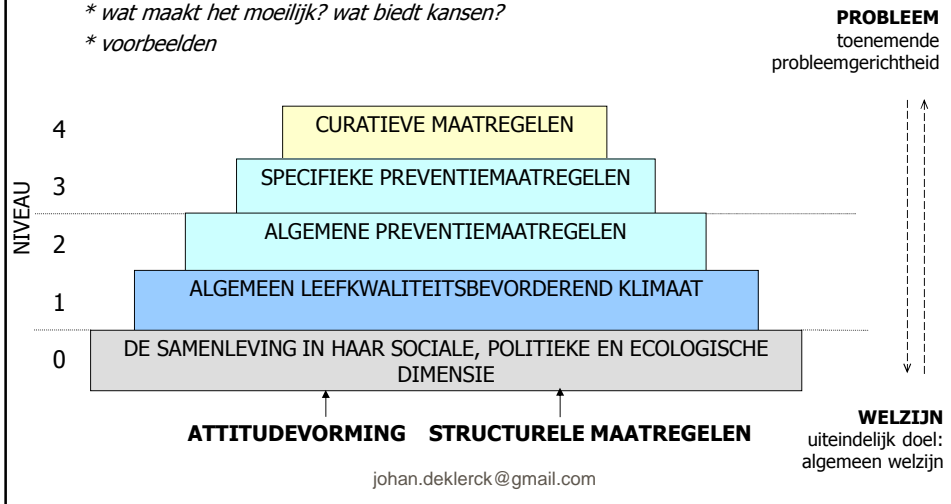 * wat maakt het moeilijk? wat biedt kansen?
* voorbeelden
PROBLEEM
toenemende
probleemgerichtheid
NIVEAU
4
CURATIEVE MAATREGELEN
3
SPECIFIEKE PREVENTIEMAATREGELEN
2
ALGEMENE PREVENTIEMAATREGELEN
1
ALGEMEEN LEEFKWALITEITSBEVORDEREND KLIMAAT
0
DE SAMENLEVING IN HAAR SOCIALE, POLITIEKE EN ECOLOGISCHE
DIMENSIE
ATTITUDEVORMING STRUCTURELE MAATREGELEN
WELZIJN
uiteindelijk doel:
algemeen welzijn
johan.deklerck@gmail.com